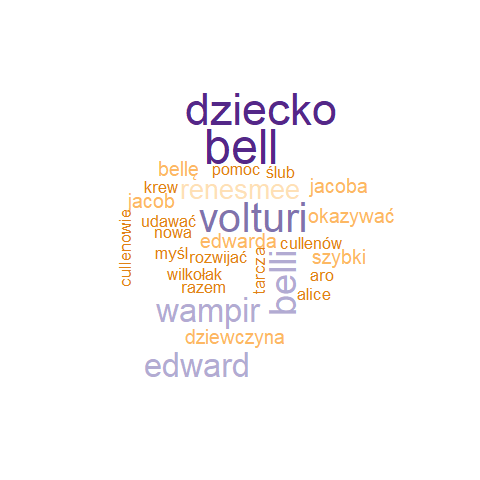 dziecko
bell
bellę pomoc ślub
krew renesmee jacoba
jacob
udawać volturi okazywać
nowa
cullenowie edwarda cullenów
myśl rozwijać tarcza belli szybki
wilkołak aro
razem alice
wampir
dziewczyna
edward